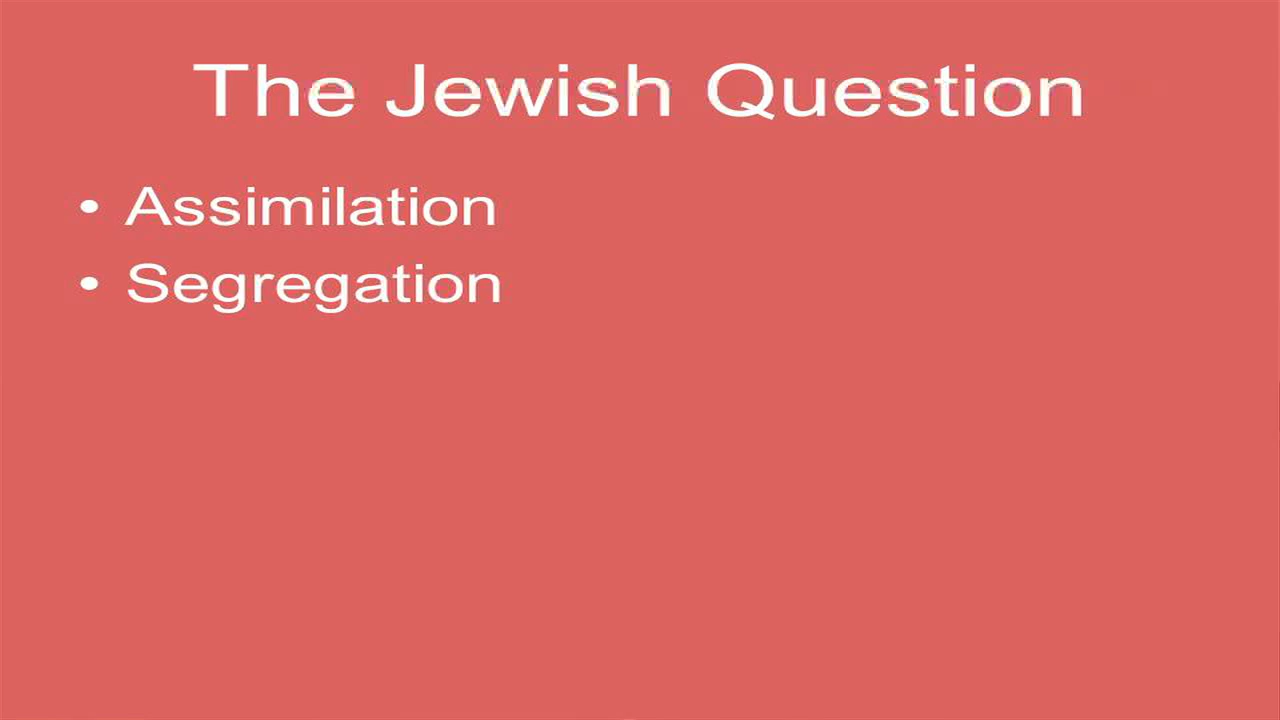 The Jewish Question
• Assimilation
• Segregation